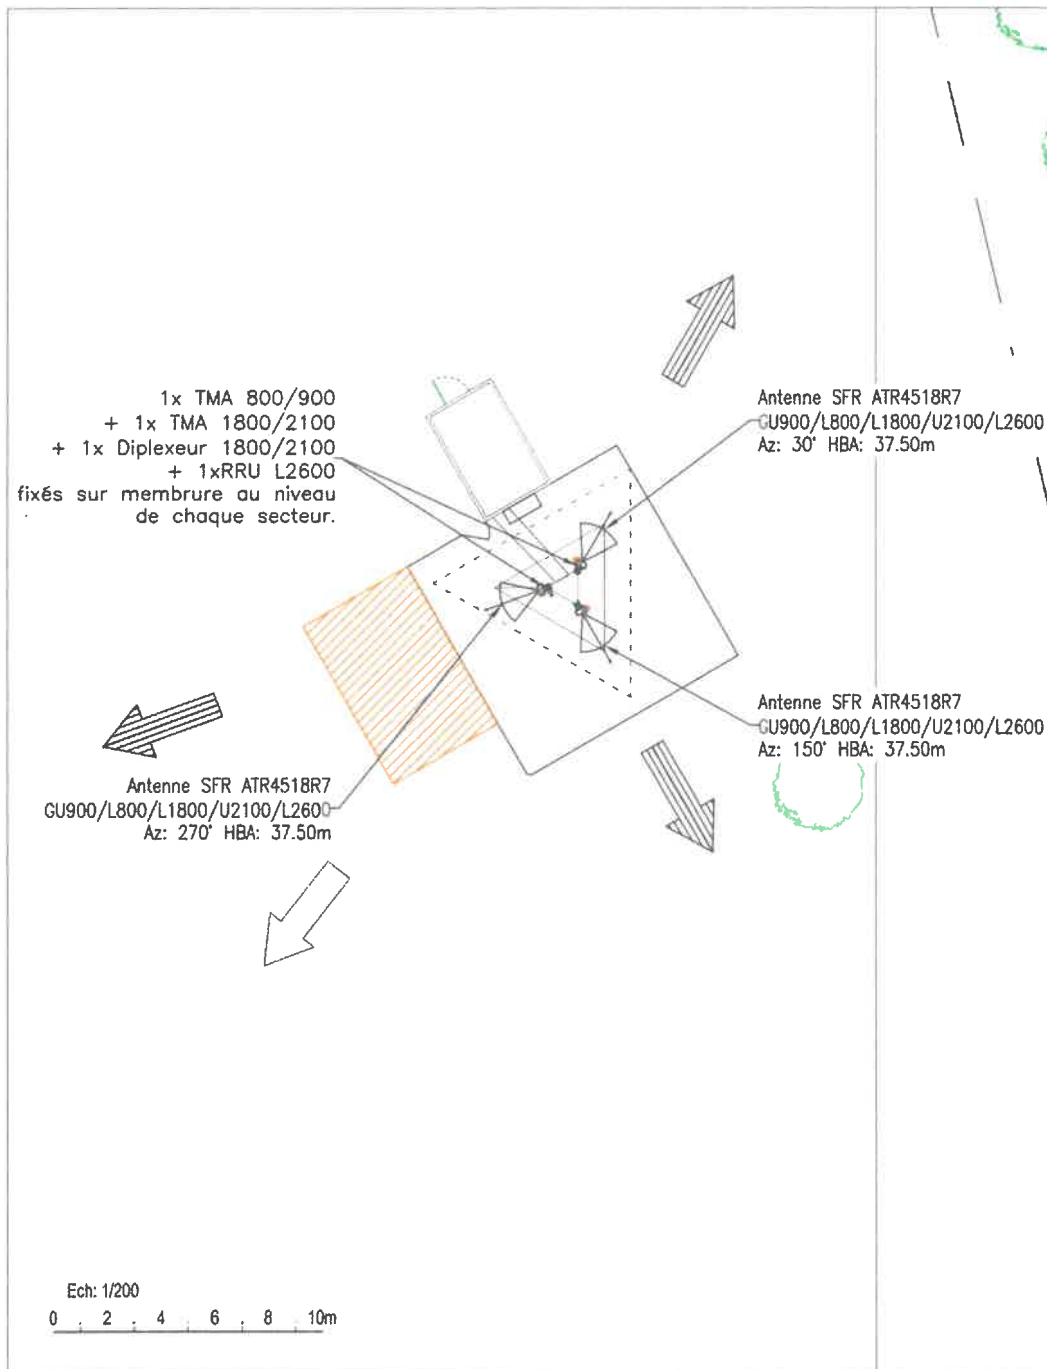 1x TMA 800/900
+ 1x TMA 1800/2100
+ 1x Diplexeur 1800/2100
+ 1xRRU L2600
fixés sur membrure au niveau
de chaque secteur.
Antenne SFR ATR4518R7
GU900/L800/L1800/U2100/L2600
Az: 30° HBA: 37.50m
Antenne SFR ATR4518R7
GU900/L800/L1800/U2100/L2600
Az: 150° HBA: 37.50m
Antenne SFR ATR4518R7
GU900/L800/L1800/U2100/L2600
Az: 270° HBA: 37.50m
Ech: 1/200
0 . 2 . 4 . 6 . 8 . 10m